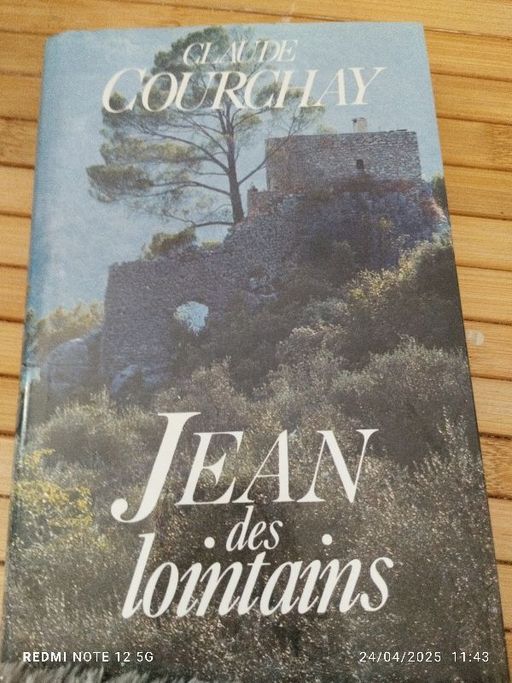 CLAUDE
COURCHAY
JEAN
des
lointains
REDMI NOTE 12 5G
24/04/2025 11:43